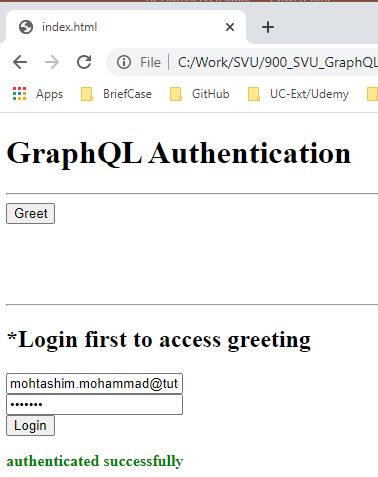 index.html
File C:/Work/SVU/900_SVU_GraphQL
Apps BriefCase GitHub UC-Ext/Udemy
GraphQL Authentication
Greet
*Login first to access greeting
mohtashim.mohammad@tut
•••••••
Login
authenticated successfully